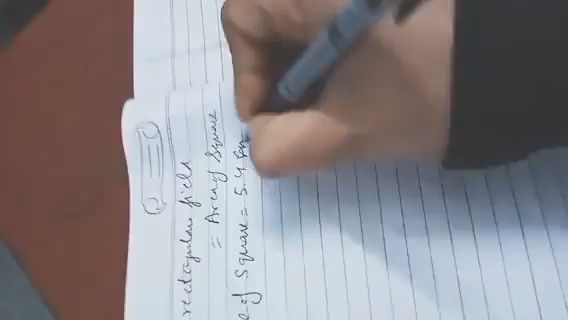 rectangular field
= Area of Square
of Square = 5.4 km